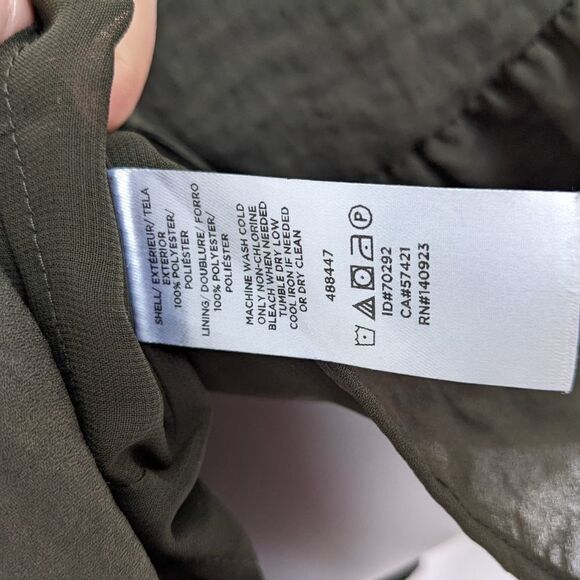 SHELL/ EXTÉRIEUR/ TELA
EXTERIOR
100% POLYESTER/
POLIÉSTER
LINING/ DOUBLURE/ FORRO
100% POLYESTER/
POLIÉSTER
MACHINE WASH COLD
ONLY NON-CHLORINE
BLEACH WHEN NEEDED
TUMBLE DRY LOW
COOL IRON IF NEEDED
OR DRY CLEAN
488447
P
ID#70292
CA#57421
RN#140923